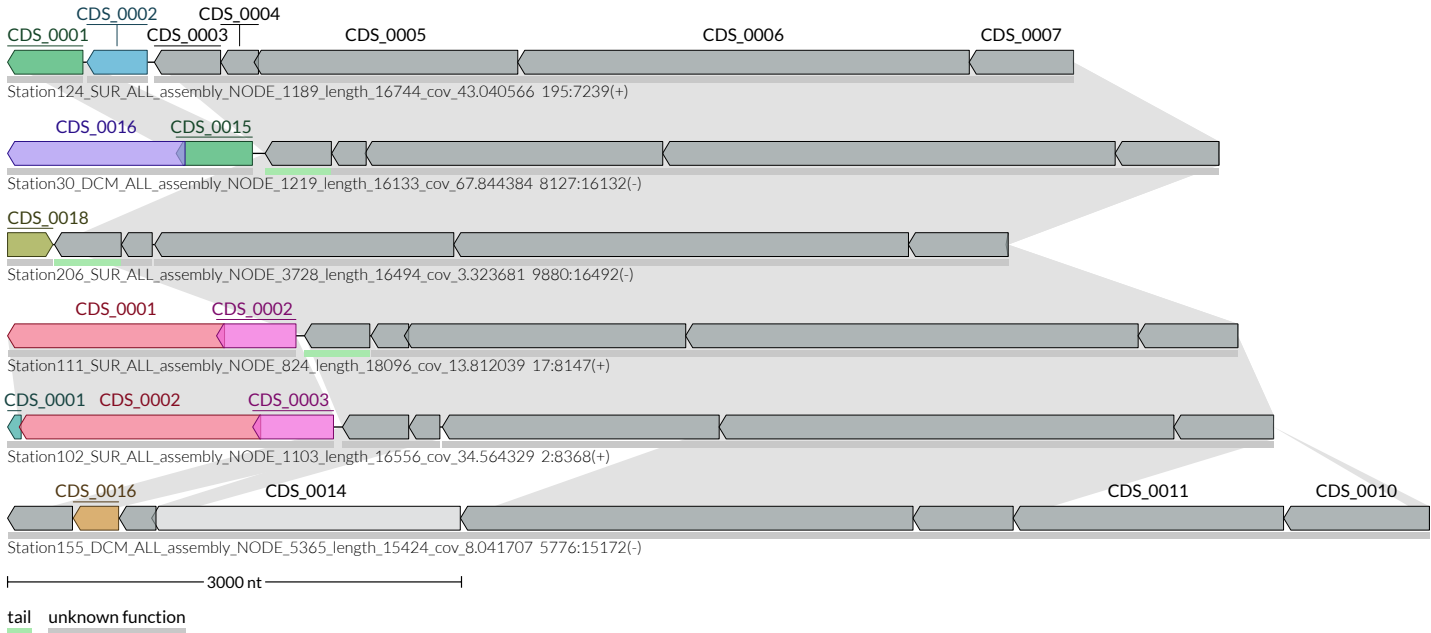 CDS_0002 CDS_0004
CDS_0001 CDS_0003 CDS_0005 CDS_0006 CDS_0007
Station124_SUR_ALL_assembly_NODE_1189_length_16744_cov_43.040566 195:7239(+)
CDS_0016 CDS_0015
Station30_DCM_ALL_assembly_NODE_1219_length_16133_cov_67.844384 8127:16132(-)
CDS_0018
Station206_SUR_ALL_assembly_NODE_3728_length_16494_cov_3.323681 9880:16492(-)
CDS_0001 CDS_0002
Station111_SUR_ALL_assembly_NODE_824_length_18096_cov_13.812039 17:8147(+)
CDS_0001 CDS_0002 CDS_0003
Station102_SUR_ALL_assembly_NODE_1103_length_16556_cov_34.564329 2:8368(+)
CDS_0016 CDS_0014 CDS_0011 CDS_0010
Station155_DCM_ALL_assembly_NODE_5365_length_15424_cov_8.041707 5776:15172(-)
3000 nt
tail unknown function